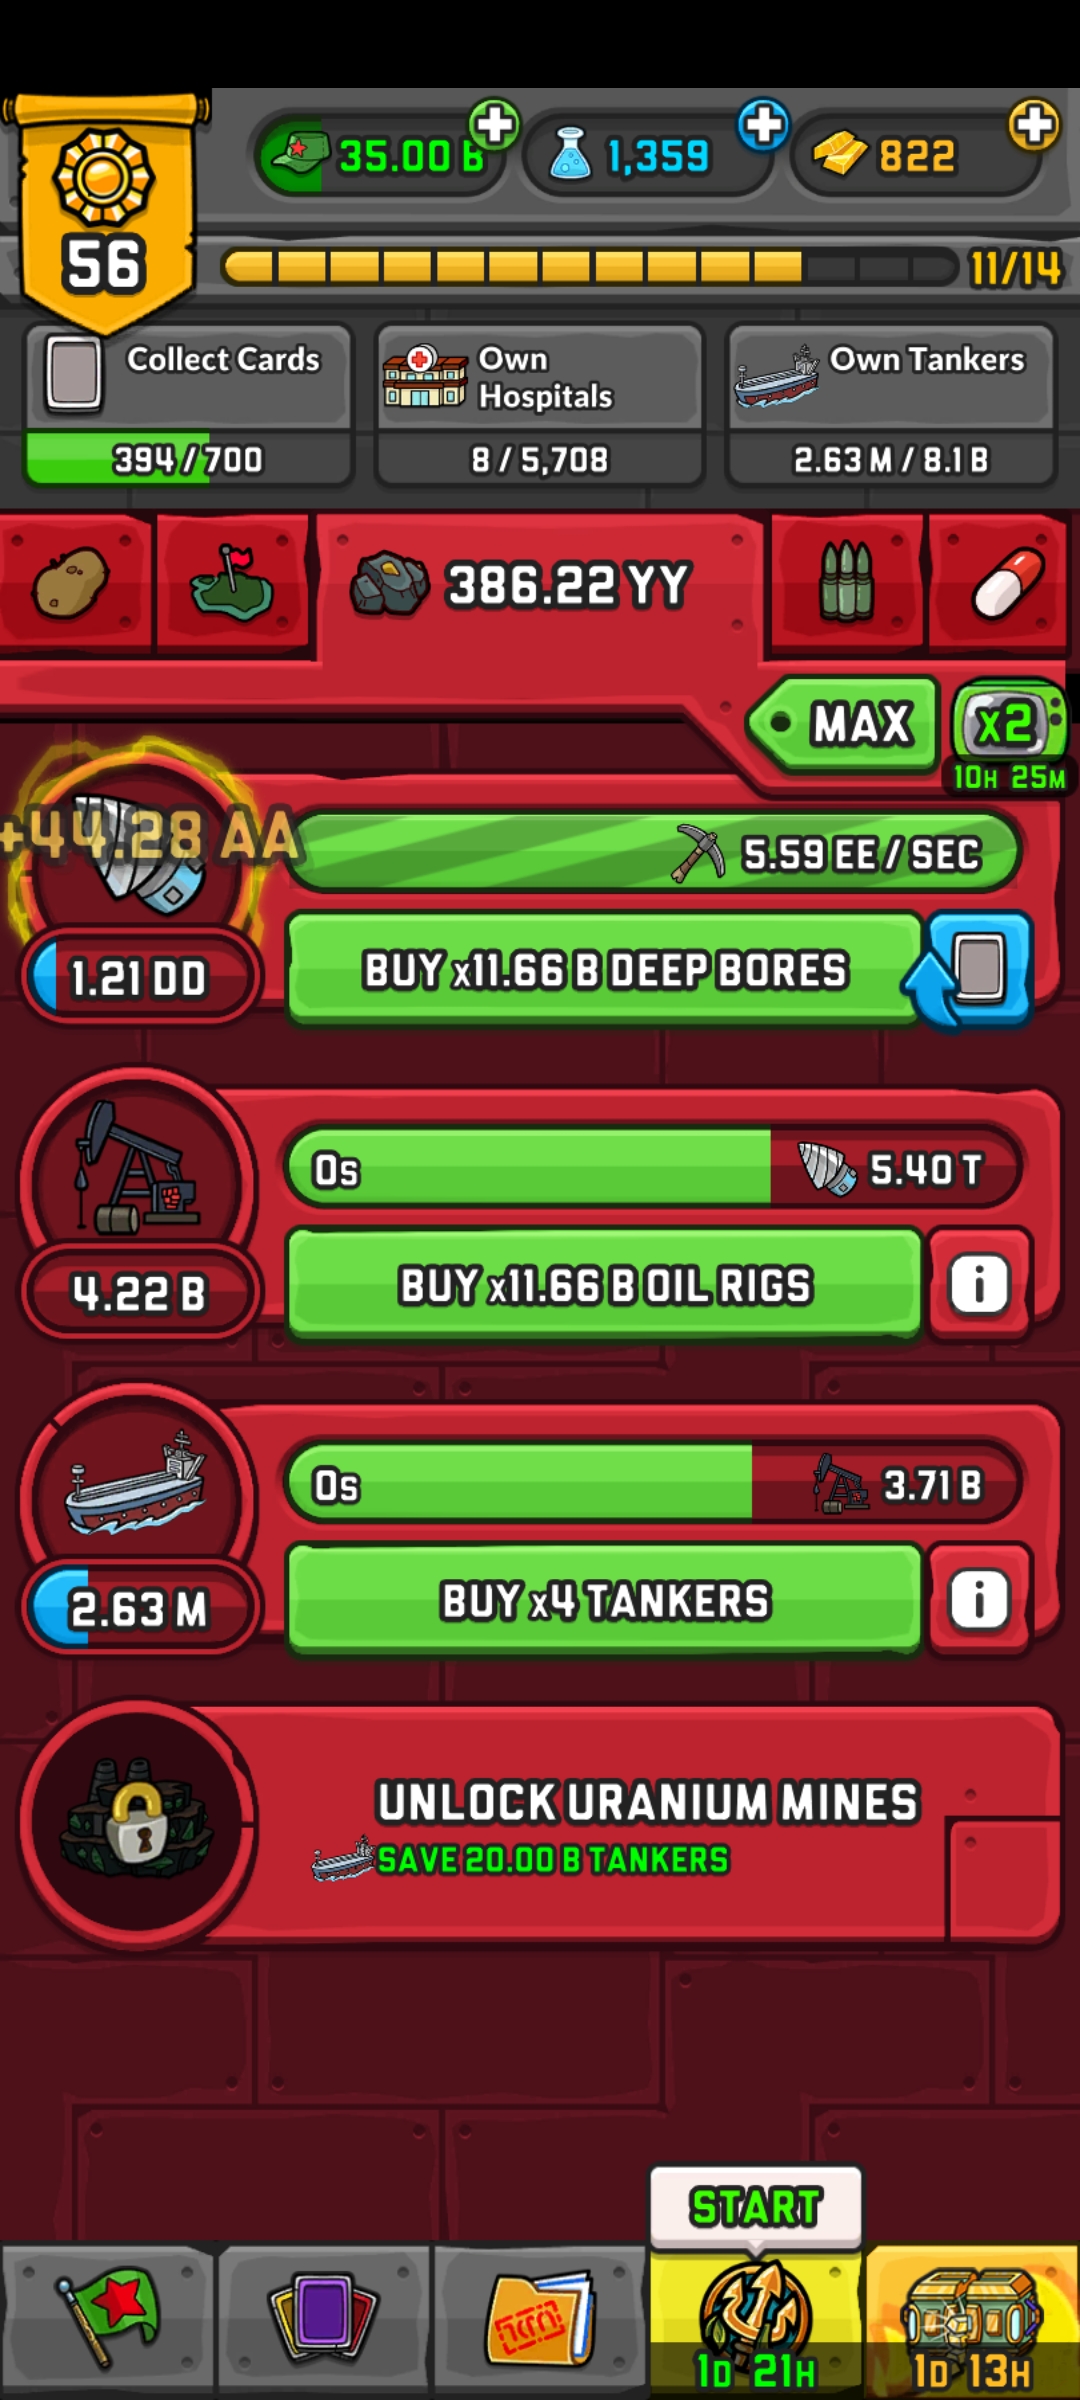 56
35.00 B
1,359
822
11/14
Collect Cards
394 / 700
Own
Hospitals
8 / 5,708
Own Tankers
2.63 M / 8.1 B
386.22 YY
MAX
x2
10H 25M
+44.28 AA
5.59 EE / SEC
1.21 DD
BUY x11.66 B DEEP BORES
0s
5.40 T
4.22 B
BUY x11.66 B OIL RIGS
i
0s
3.71 B
2.63 M
BUY x4 TANKERS
i
UNLOCK URANIUM MINES
SAVE 20.00 B TANKERS
START
1D 21H
1D 13H